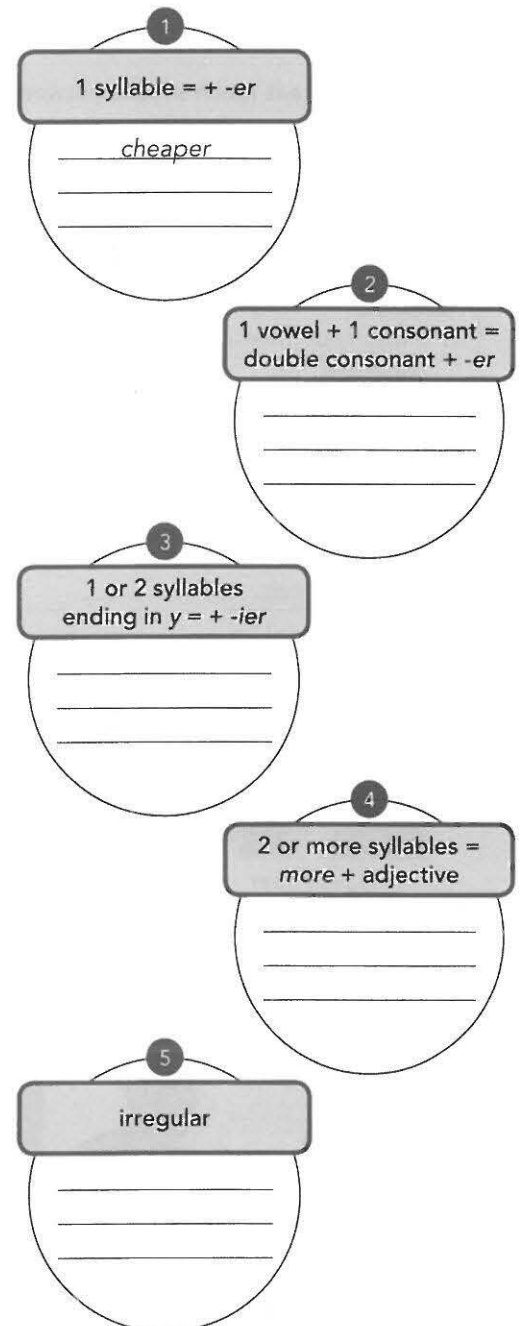 1
1 syllable = + -er
cheaper
2
1 vowel + 1 consonant =
double consonant + -er
3
1 or 2 syllables
ending in y = + -ier
4
2 or more syllables =
more + adjective
5
irregular